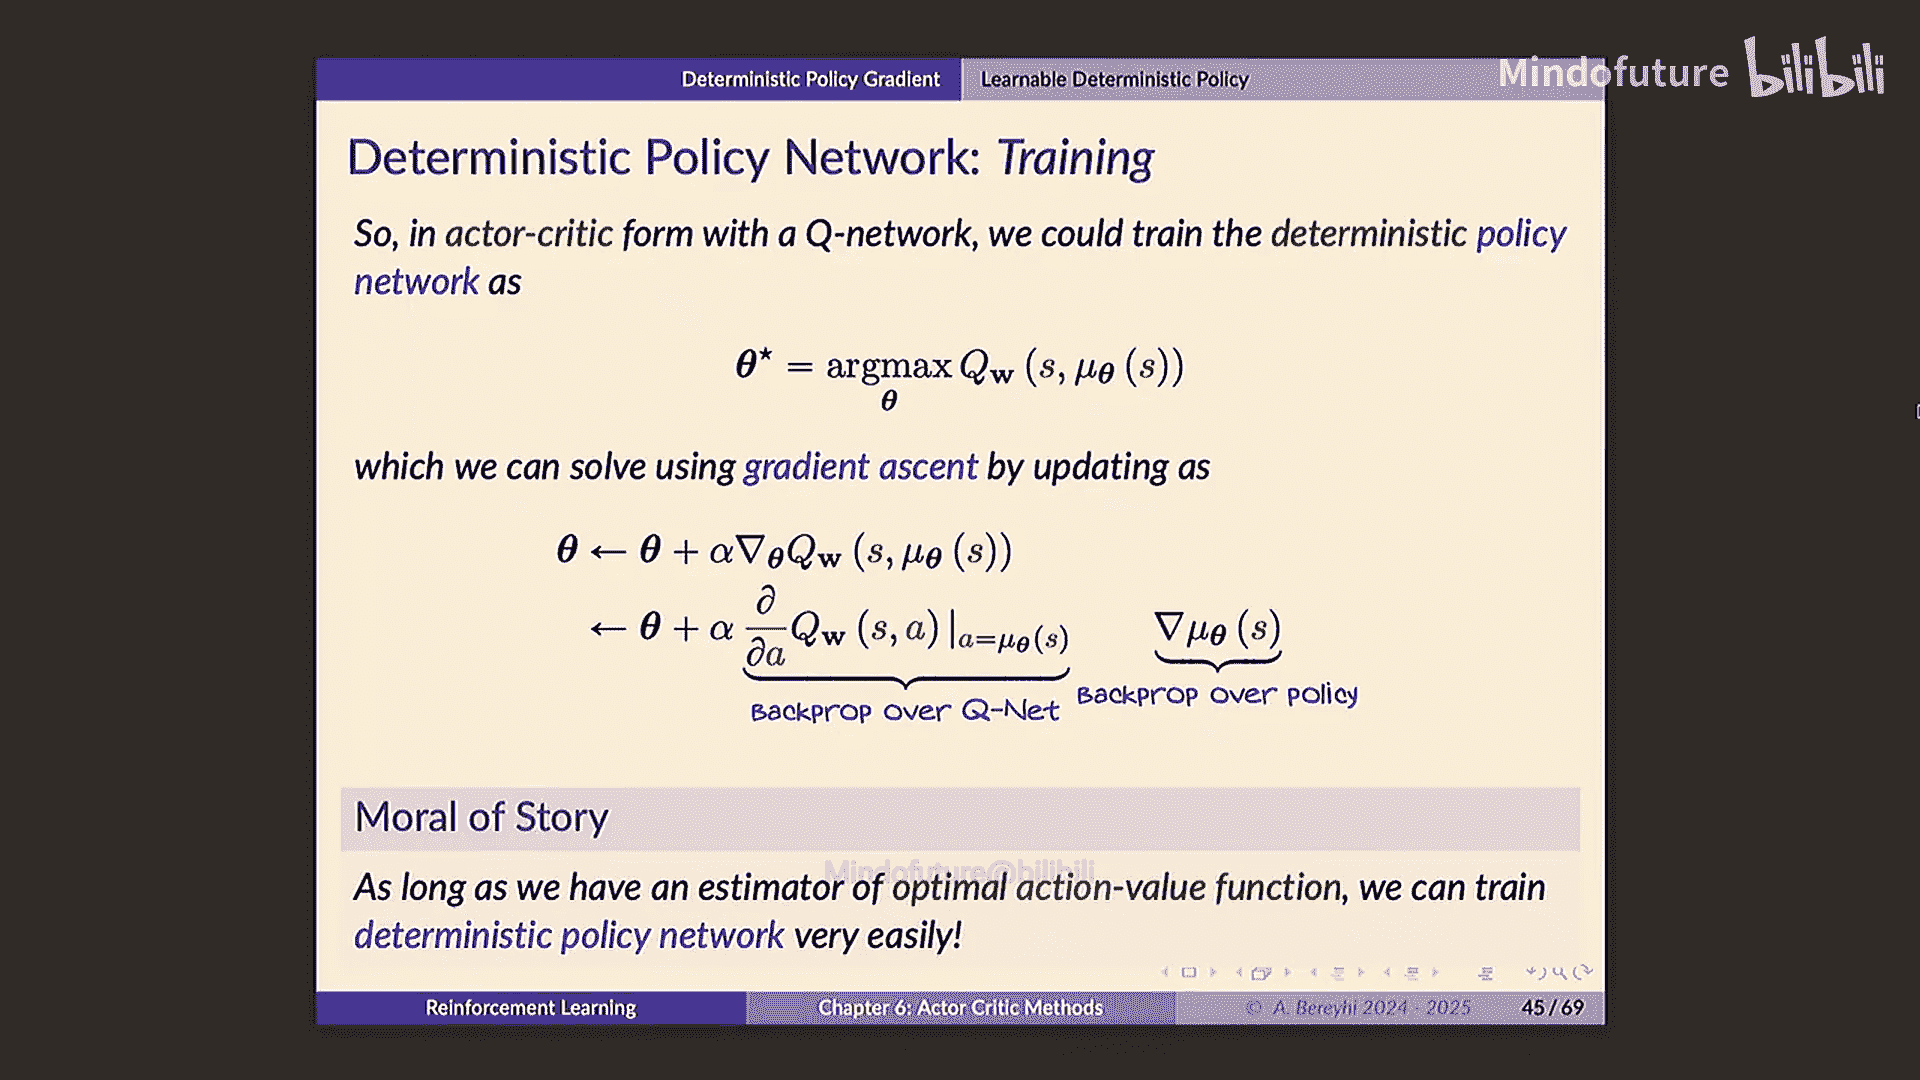 Mindofuture bilibili
Deterministic Policy Gradient Learnable Deterministic Policy
Deterministic Policy Network: Training
So, in actor-critic form with a Q-network, we could train the deterministic policy
network as
θ⋆ = argmax Q_w (s, μ_θ (s))
θ
which we can solve using gradient ascent by updating as
θ ← θ + α∇_θ Q_w (s, μ_θ (s))
← θ + α ∂/∂a Q_w (s, a) |_{a=μ_θ(s)} ∇μ_θ (s)
Backprop over Q-Net Backprop over policy
Moral of Story
Mindofuture@bilibili
As long as we have an estimator of optimal action-value function, we can train
deterministic policy network very easily!
Reinforcement Learning Chapter 6: Actor Critic Methods © A. Bereyhi 2024 - 2025 45 / 69